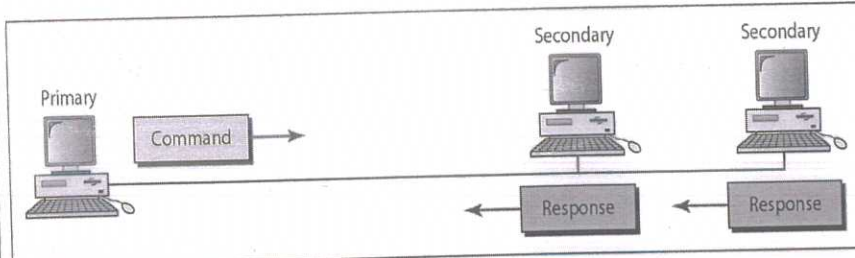 Secondary
Secondary
Primary
Command
Response
Response